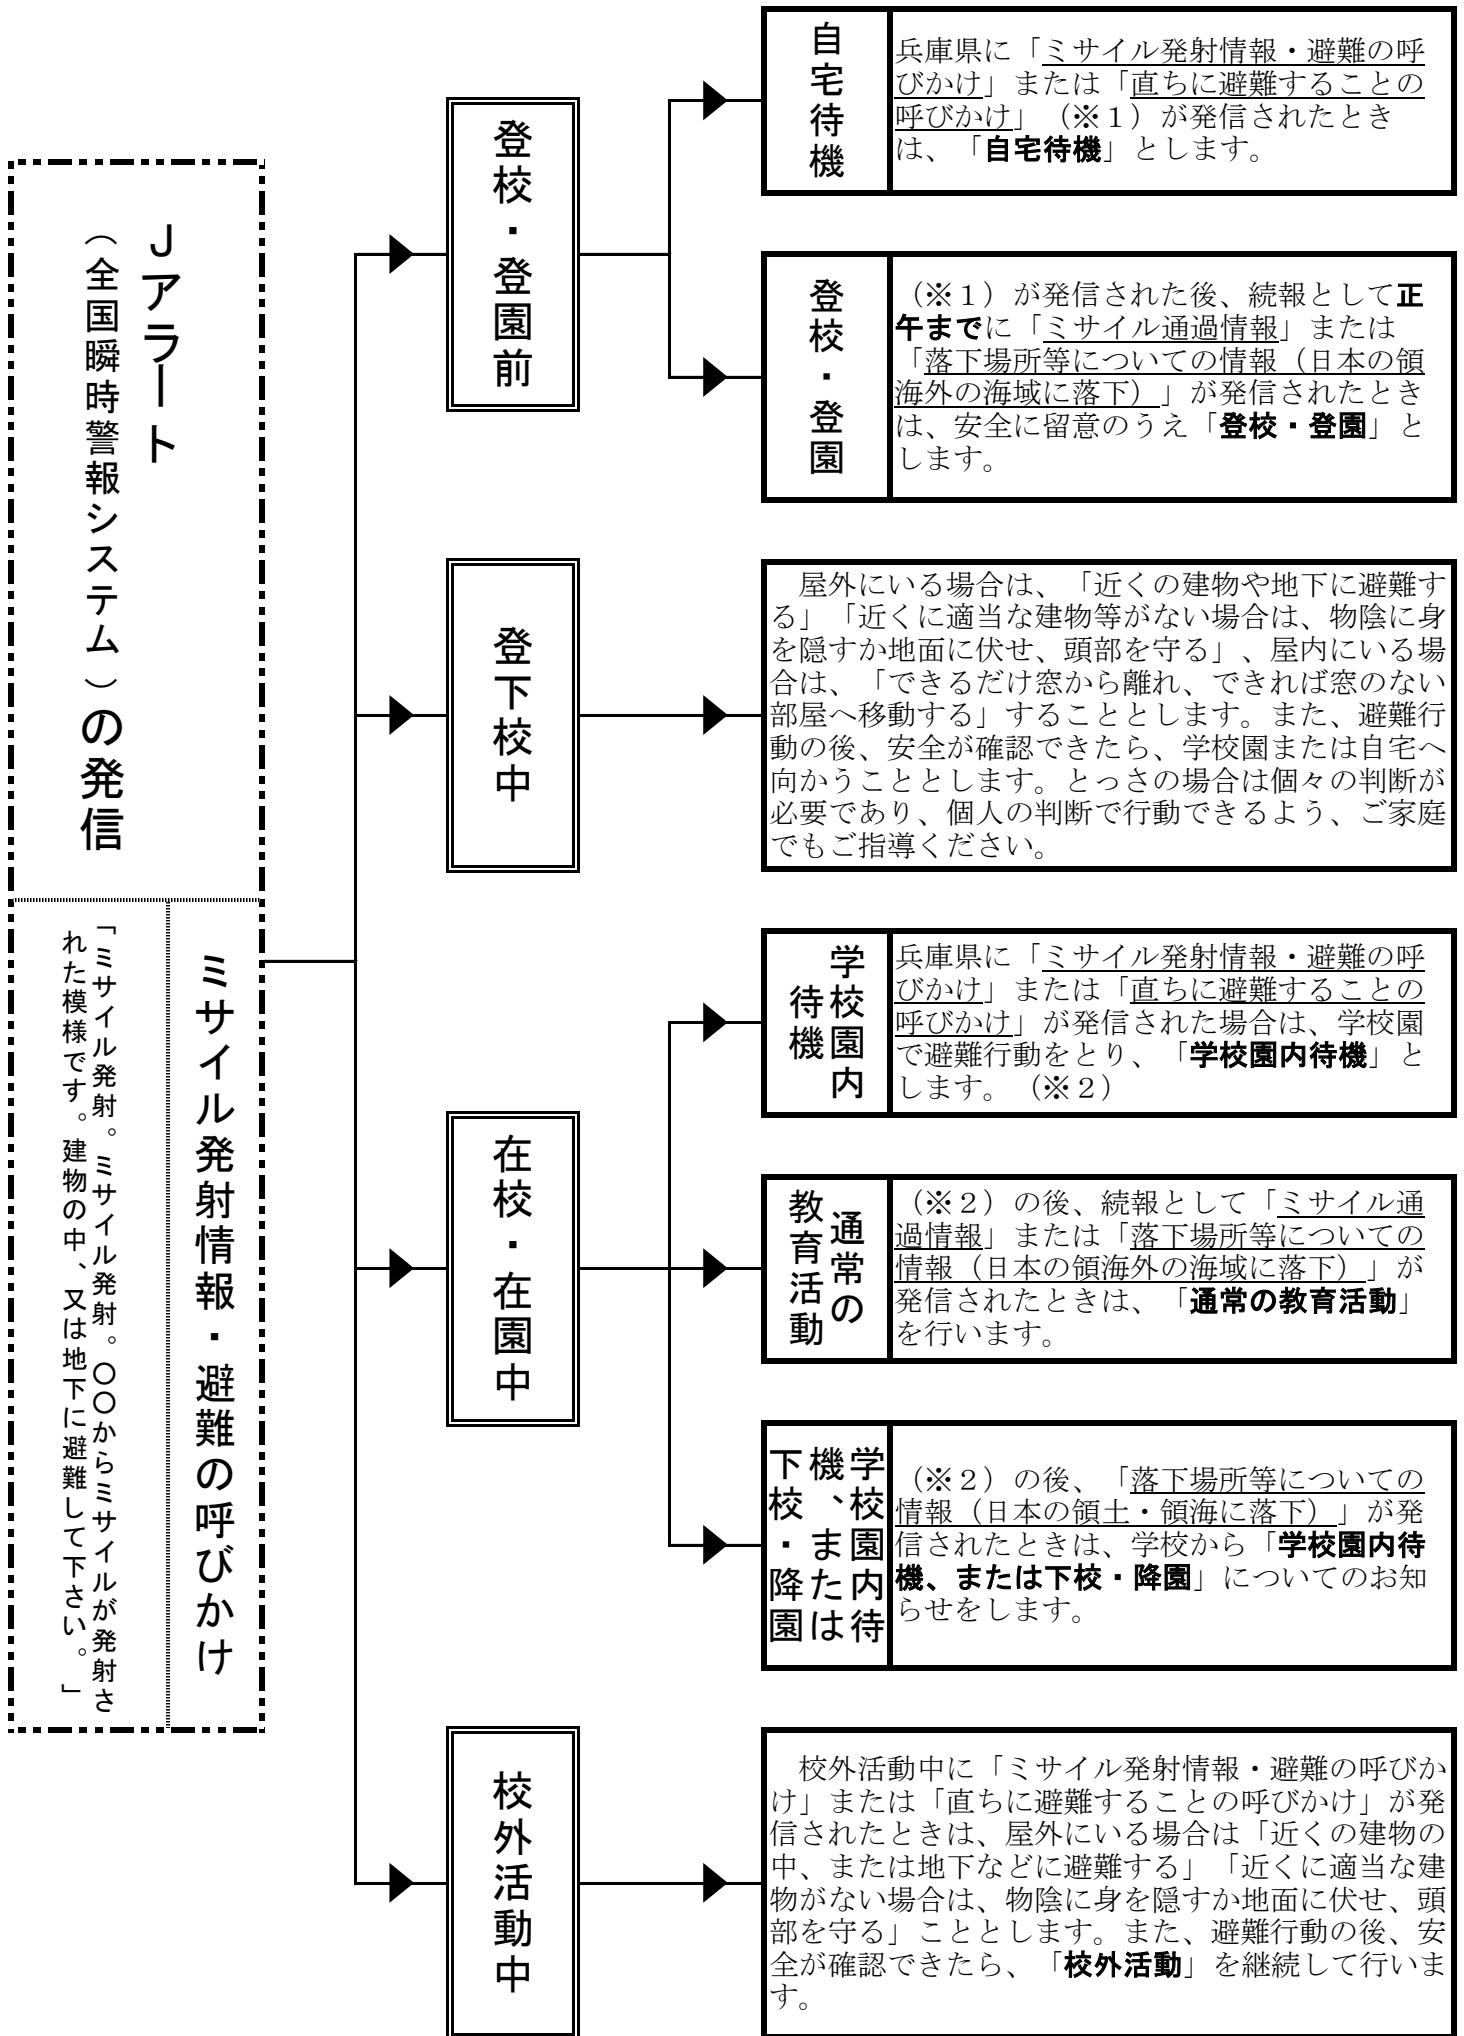 Jアラート
（全国瞬時警報システム）の発信
ミサイル発射情報・避難の呼びかけ
「ミサイル発射。ミサイル発射。〇〇からミサイルが発射さ
れた模様です。建物の中、又は地下に避難して下さい。」
登校・登園前
自宅待機
兵庫県に「ミサイル発射情報・避難の呼
びかけ」または「直ちに避難することの
呼びかけ」（※１）が発信されたとき
は、「自宅待機」とします。
登校・登園
（※１）が発信された後、続報として正
午までに「ミサイル通過情報」または
「落下場所等についての情報（日本の領
海外の海域に落下）」が発信されたとき
は、安全に留意のうえ「登校・登園」と
します。
登下校中
屋外にいる場合は、「近くの建物や地下に避難す
る」「近くに適当な建物等がない場合は、物陰に身
を隠すか地面に伏せ、頭部を守る」、屋内にいる場
合は、「できるだけ窓から離れ、できれば窓のない
部屋へ移動する」することとします。また、避難行
動の後、安全が確認できたら、学校園または自宅へ
向かうこととします。とっさの場合は個々の判断が
必要であり、個人の判断で行動できるよう、ご家庭
でもご指導ください。
在校・在園中
学校園内
待機
兵庫県に「ミサイル発射情報・避難の呼
びかけ」または「直ちに避難することの
呼びかけ」が発信された場合は、学校園
で避難行動をとり、「学校園内待機」と
します。（※２）
通常の
教育活動
（※２）の後、続報として「ミサイル通
過情報」または「落下場所等についての
情報（日本の領海外の海域に落下）」が
発信されたときは、「通常の教育活動」
を行います。
学校園内待
機、または
下校・降園
（※２）の後、「落下場所等についての
情報（日本の領土・領海に落下）」が発
信されたときは、学校から「学校園内待
機、または下校・降園」についてのお知
らせをします。
校外活動中
校外活動中に「ミサイル発射情報・避難の呼びか
け」または「直ちに避難することの呼びかけ」が発
信されたときは、屋外にいる場合は「近くの建物の
中、または地下などに避難する」「近くに適当な建
物がない場合は、物陰に身を隠すか地面に伏せ、頭
部を守る」こととします。また、避難行動の後、安
全が確認できたら、「校外活動」を継続して行いま
す。